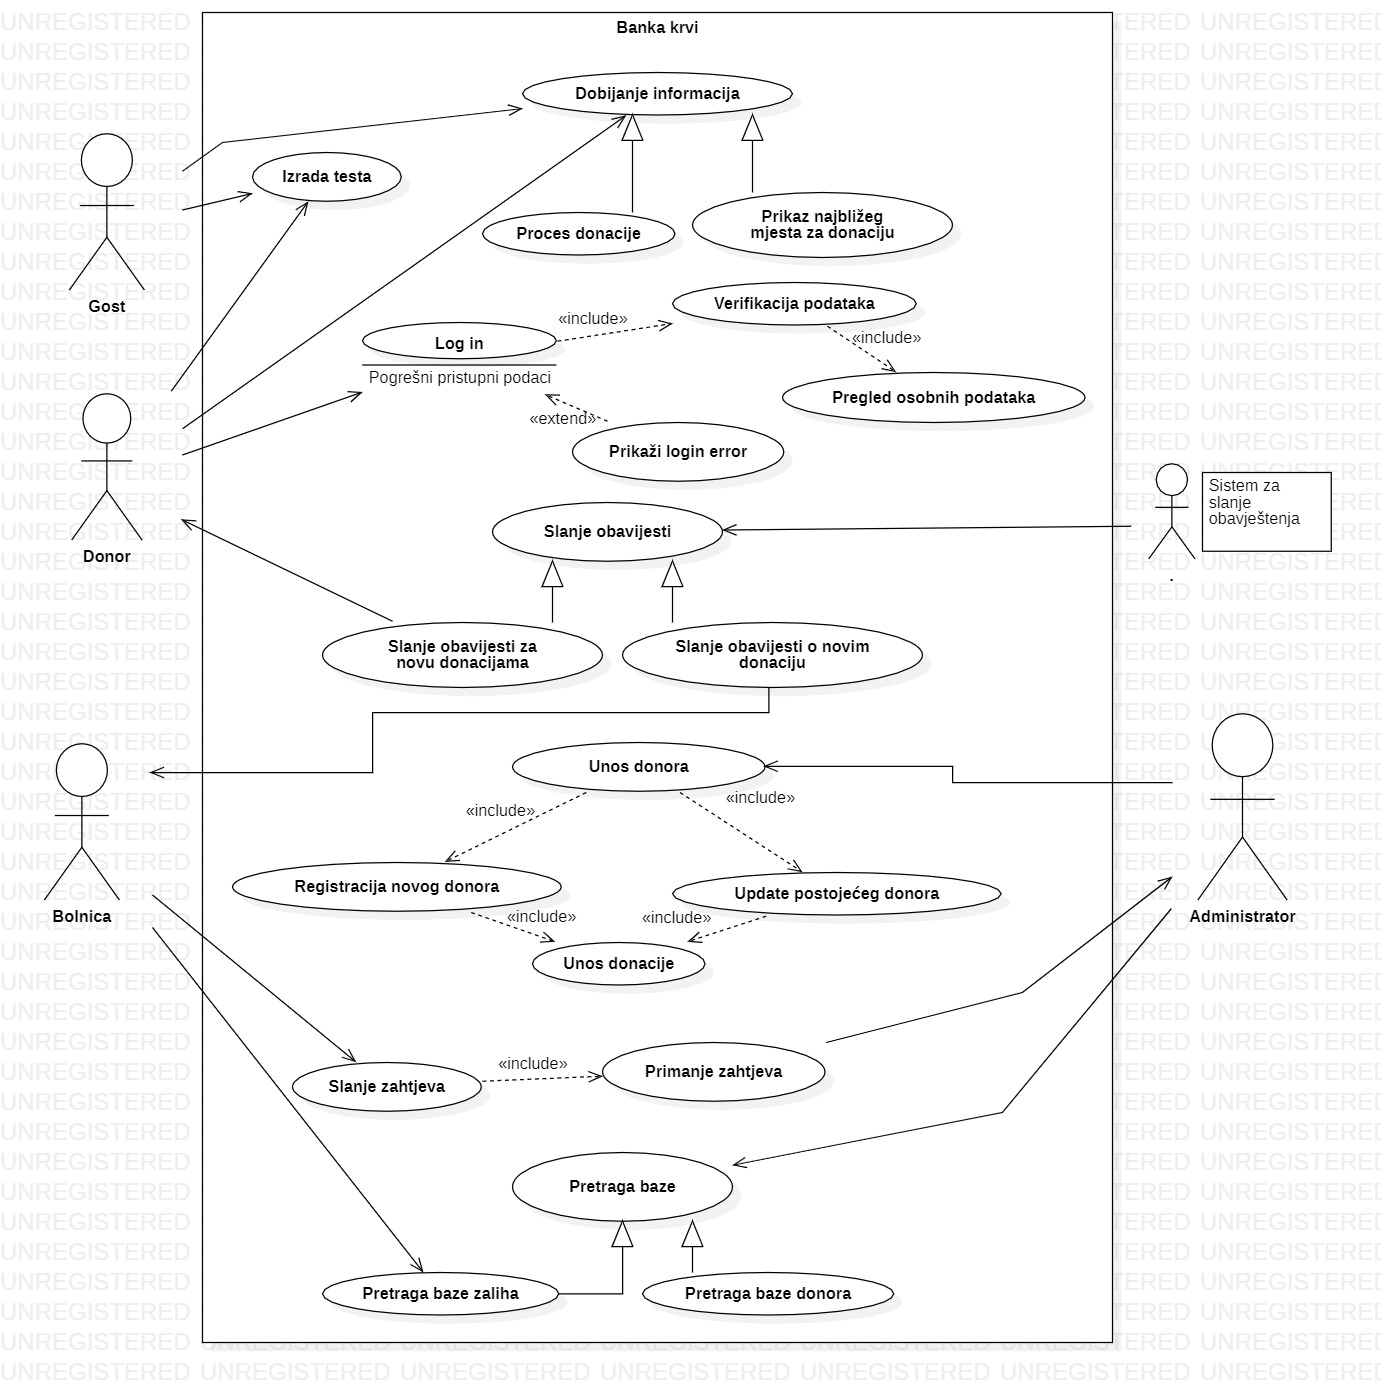 Banka krvi
Dobijanje informacija
Izrada testa
Proces donacije
Prikaz najbližeg
mjesta za donaciju
Gost
Verifikacija podataka
«include»
Log in
«include»
Pogrešni pristupni podaci
Pregled osobnih podataka
«extend»
Prikaži login error
Donor
Slanje obavijesti
Sistem za
slanje
obavještenja
.
Slanje obavijesti za
novu donacijama
Slanje obavijesti o novim
donaciju
Unos donora
«include»
«include»
Registracija novog donora
Update postojećeg donora
Bolnica
Administrator
«include»
«include»
Unos donacije
Slanje zahtjeva
«include»
Primanje zahtjeva
Pretraga baze
Pretraga baze zaliha
Pretraga baze donora
UNREGISTERED UNREGISTERED UNREGISTERED UNREGISTERED UNREGISTERED UNREGISTERED UNREGISTERED